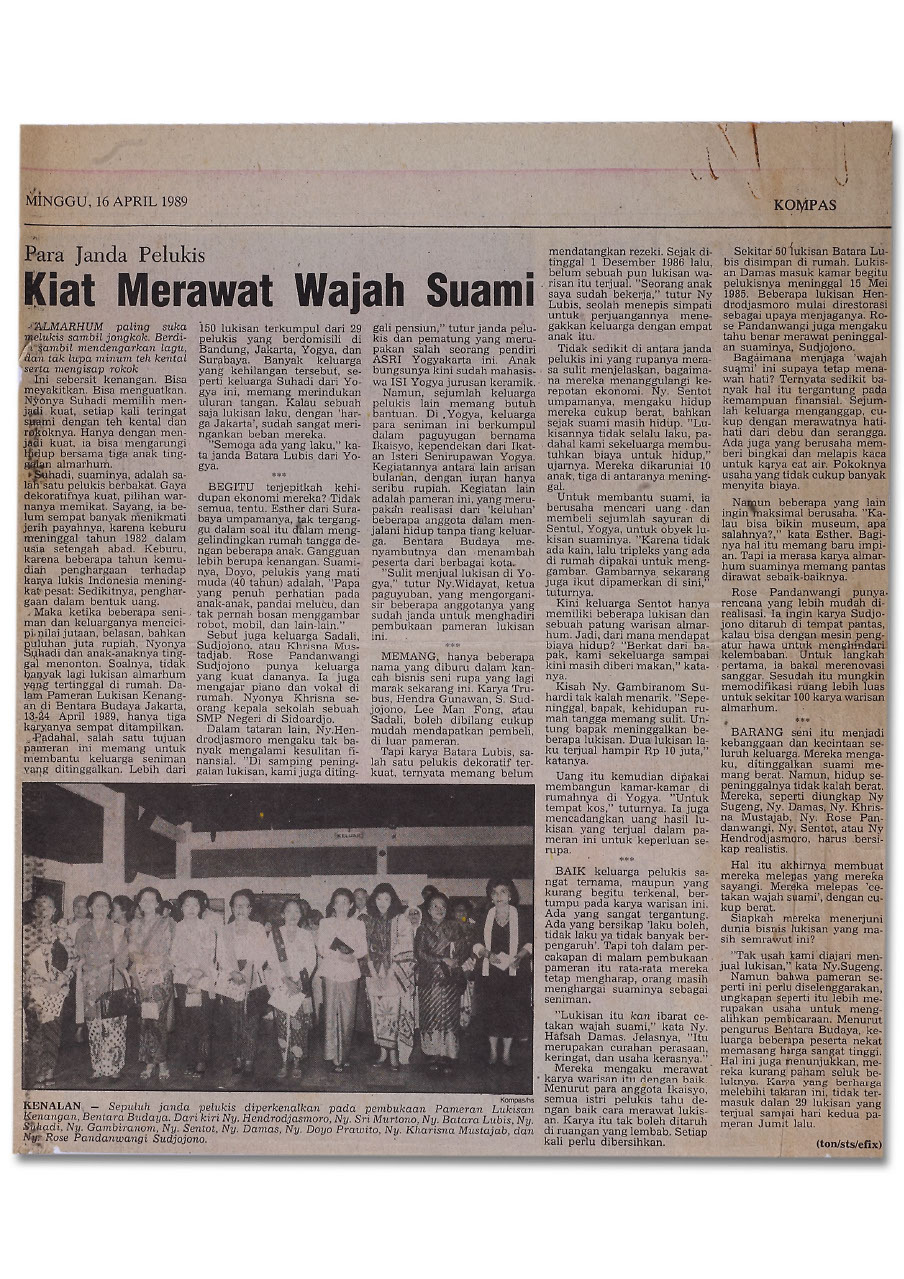 MINGGU, 16 APRIL 1989
KOMPAS
Para Janda Pelukis
Kiat Merawat Wajah Suami
"ALMARHUM paling suka
melukis sambil jongkok. Berdi-
ri sambil mendengarkan lagu,
dan tak lupa minum teh kental
serta mengisap rokok
Ini sebersit kenangan. Bisa
menyakitkan. Bisa menguatkan.
Nyonya Suhadi memilih men-
jadi kuat, setiap kali teringat
suami dengan teh kental dan
rokoknya. Hanya dengan men-
jadi kuat, ia bisa mengarungi
hidup bersama tiga anak ting-
galan almarhum.
Suhadi, suaminya, adalah sa-
lah satu pelukis berbakat. Gaya
dekoratifnya kuat, pilihan war-
nanya memikat. Sayang, ia be-
lum sempat banyak menikmati
jerih payahnya, karena keburu
meninggal tahun 1982 dalam
usia setengah abad. Keburu,
karena beberapa tahun kemu-
dian penghargaan terhadap
karya lukis Indonesia mening-
kat pesat: Sedikitnya, penghar-
gaan dalam bentuk uang.
Maka ketika beberapa seni-
man dan keluarganya mencici-
pi nilai jutaan, belasan, bahkan
puluhan juta rupiah, Nyonya
Suhadi dan anak-anaknya ting-
gal menonton. Soalnya, tidak
banyak lagi lukisan almarhum
yang tertinggal di rumah. Da-
lam Pameran Lukisan Kenang-
an di Bentara Budaya Jakarta,
13-24 April 1989, hanya tiga
karyanya sempat ditampilkan.
Padahal, salah satu tujuan
pameran ini memang untuk
membantu keluarga seniman
yang ditinggalkan. Lebih dari
150 lukisan terkumpul dari 29
pelukis yang berdomisili di
Bandung, Jakarta, Yogya, dan
Surabaya. Banyak keluarga
yang kehilangan tersebut, se-
perti keluarga Suhadi dari Yo-
gya ini, memang merindukan
uluran tangan. Kalau sebuah
saja lukisan laku, dengan 'harga
Jakarta', sudah sangat meri-
ngankan beban mereka.
"Semoga ada yang laku," ka-
ta janda Batara Lubis dari Yo-
gya.
***
BEGITU terjepitkah kehi-
dupan ekonomi mereka? Tidak
semua, tentu. Esther dari Sura-
baya umpamanya, tak tergang-
gu dalam soal itu dalam meng-
gelindingkan rumah tangga de-
ngan beberapa anak. Gangguan
lebih berupa kenangan. Suami-
nya, Doyo, pelukis yang mati
muda (40 tahun) adalah, "Papa
yang penuh perhatian pada
anak-anak, pandai melucu, dan
tak pernah bosan menggambar
robot, mobil, dan lain-lain."
Sebut juga keluarga Sadali,
Sudjojono, atau Khrisna Mus-
tadjab. Rose Pandanwangi
Sudjojono punya keluarga
yang kuat dananya. Ia juga
mengajar piano dan vokal di
rumah. Nyonya Khrisna se-
orang kepala sekolah sebuah
SMP Negeri di Sidoardjo.
Dalam tataran lain, Ny.Hen-
drodjasmoro mengaku tak ba-
nyak mengalami kesulitan fi-
nansial. "Di samping pening-
galan lukisan, kami juga diting-
gali pensiun," tutur janda pelu-
kis dan pematung yang meru-
pakan salah seorang pendiri
ASRI Yogyakarta ini. Anak
bungsunya kini sudah mahasis-
wa ISI Yogya jurusan keramik.
Namun, sejumlah keluarga
pelukis lain memang butuh
bantuan. Di Yogya, keluarga
para seniman ini berkumpul
dalam paguyugan bernama
Ikaisyo, kependekan dari Ikat-
an Isteri Senirupawan Yogya.
Kegiatannya antara lain arisan
bulanan, dengan iuran hanya
seribu rupiah. Kegiatan lain
adalah pameran ini, yang meru-
pakan realisasi dari 'keluhan'
beberapa anggota dalam men-
jalani hidup tanpa tiang keluar-
ga. Bentara Budaya me-
nyambutnya dan menambah
peserta dari berbagai kota.
"Sulit menjual lukisan di Yo-
gya," tutur Ny.Widayat, ketua
paguyuban, yang mengorgani-
sir beberapa anggotanya yang
sudah janda untuk menghadiri
pembukaan pameran lukisan
ini.
***
MEMANG, hanya beberapa
nama yang diburu dalam kan-
cah bisnis seni rupa yang lagi
marak sekarang ini. Karya Tru-
bus, Hendra Gunawan, S. Sud-
jojono, Lee Man Fong, atau
Sadali, boleh dibilang cukup
mudah mendapatkan pembeli,
di luar pameran.
Tapi karya Batara Lubis, sa-
lah satu pelukis dekoratif ter-
kuat, ternyata memang belum
mendatangkan rezeki. Sejak di-
tinggal 1 Desember 1986 lalu,
belum sebuah pun lukisan wa-
risan itu terjual. "Seorang anak
saya sudah bekerja," tutur Ny
Lubis, seolah menepis simpati
untuk perjuangannya mene-
gakkan keluarga dengan empat
anak itu.
Tidak sedikit di antara janda
pelukis ini yang rupanya mera-
sa sulit menjelaskan, bagaima-
na mereka menanggulangi ke-
repotan ekonomi. Ny. Sentot
umpamanya, mengaku hidup
mereka cukup berat, bahkan
sejak suami masih hidup. "Lu-
kisannya tidak selalu laku, pa-
dahal kami sekeluarga membu-
tuhkan biaya untuk hidup,"
ujarnya. Mereka dikaruniai 10
anak, tiga di antaranya mening-
gal.
Untuk membantu suami, ia
berusaha mencari uang dan
membeli sejumlah sayuran di
Sentul, Yogya, untuk obyek lu-
kisan suaminya. "Karena tidak
ada kain, lalu tripleks yang ada
di rumah dipakai untuk meng-
gambar. Gambarnya sekarang
juga ikut dipamerkan di sini,"
tuturnya.
Kini keluarga Sentot hanya
memiliki beberapa lukisan dan
sebuah patung warisan almar-
hum. Jadi, dari mana mendapat
biaya hidup? "Berkat dari ba-
pak, kami sekeluarga sampai
kini masih diberi makan," kata-
nya.
Kisah Ny. Gambiranom Su-
hardi tak kalah menarik. "Sepe-
ninggal, bapak, kehidupan ru-
mah tangga memang sulit. Un-
tung bapak meninggalkan be-
berapa lukisan. Dua lukisan la-
ku terjual hampir Rp 10 juta,"
katanya.
Uang itu kemudian dipakai
membangun kamar-kamar di
rumahnya di Yogya. "Untuk
tempat kos," tuturnya. Ia juga
mencadangkan uang hasil lu-
kisan yang terjual dalam pa-
meran ini untuk keperluan se-
rupa.
***
BAIK keluarga pelukis sa-
ngat ternama, maupun yang
kurang begitu terkenal, ber-
tumpu pada karya warisan ini.
Ada yang sangat tergantung.
Ada yang bersikap 'laku boleh,
tidak laku ya tidak banyak ber-
pengaruh'. Tapi toh dalam per-
cakapan di malam pembukaan
pameran itu rata-rata mereka
tetap mengharap, orang masih
menghargai suaminya sebagai
seniman.
"Lukisan itu kan ibarat ce-
takan wajah suami," kata Ny.
Hafsah Damas. Jelasnya, "Itu
merupakan curahan perasaan,
keringat, dan usaha kerasnya."
Mereka mengaku merawat
karya warisan itu dengan baik.
Menurut para anggota Ikaisyo,
semua istri pelukis tahu de-
ngan baik cara merawat lukis-
an. Karya itu tak boleh ditaruh
di ruangan yang lembab. Setiap
kali perlu dibersihkan.
Sekitar 50 lukisan Batara Lu-
bis disimpan di rumah. Lukis-
an Damas masuk kamar begitu
pelukisnya meninggal 15 Mei
1985. Beberapa lukisan Hen-
drodjasmoro mulai direstorasi
sebagai upaya menjaganya. Ro-
se Pandanwangi juga mengaku
tahu benar merawat peninggal-
an suaminya, Sudjojono.
Bagaimana menjaga 'wajah
suami' ini supaya tetap mena-
wan hati? Ternyata sedikit ba-
nyak hal itu tergantung pada
kemampuan finansial. Sejum-
lah keluarga menganggap, cu-
kup dengan merawatnya hati-
hati dari debu dan serangga.
Ada juga yang berusaha mem-
beri bingkai dan melapis kaca
untuk karya cat air. Pokoknya
usaha yang tidak cukup banyak
menyita biaya.
Namun beberapa yang lain
ingin maksimal berusaha. "Ka-
lau bisa bikin museum, apa
salahnya?," kata Esther. Bagi-
nya hal itu memang baru impi-
an. Tapi ia merasa karya almar-
hum suaminya memang pantas
dirawat sebaik-baiknya.
Rose Pandanwangi punya
rencana yang lebih mudah di-
realisasi. Ia ingin karya Sudjo-
jono ditaruh di tempat pantas,
kalau bisa dengan mesin peng-
atur hawa untuk menghindari
kelembaban. Untuk langkah
pertama, ia bakal merenovasi
sanggar. Sesudah itu mungkin
memodifikasi ruang lebih luas
untuk sekitar 100 karya warisan
almarhum.
***
BARANG seni itu menjadi
kebanggaan dan kecintaan se-
luruh keluarga. Mereka menga-
ku, ditinggalkan suami me-
mang berat. Namun, hidup se-
peninggalnya tidak kalah berat.
Mereka, seperti diungkap Ny
Sugeng, Ny. Damas, Ny. Khris-
na Mustajab, Ny. Rose Pan-
danwangi, Ny. Sentot, atau Ny
Hendrodjasmoro, harus bersi-
kap realistis.
Hal itu akhirnya membuat
mereka melepas yang mereka
sayangi. Mereka melepas 'ce-
takan wajah suami', dengan cu-
kup berat.
Siapkah mereka menerjuni
dunia bisnis lukisan yang ma-
sih semrawut ini?
"Tak usah kami diajari men-
jual lukisan," kata Ny.Sugeng.
Namun bahwa pameran se-
perti ini perlu diselenggarakan,
ungkapan seperti itu lebih me-
rupakan usaha untuk meng-
alihkan pembicaraan. Menurut
pengurus Bentara Budaya, ke-
luarga beberapa peserta nekat
memasang harga sangat tinggi.
Hal ini juga menunjukkan, me-
reka kurang paham seluk be-
luknya. Karya yang berharga
melebihi takaran ini, tidak ter-
masuk dalam 29 lukisan yang
terjual sampai hari kedua pa-
meran Jumit lalu.
(ton/sts/efix)
Kompas/hs
KENALAN — Sepuluh janda pelukis diperkenalkan pada pembukaan Pameran Lukisan
Kenangan, Bentara Budaya. Dari kiri Ny. Hendrodjasmoro, Ny. Sri Murtono, Ny. Batara Lubis, Ny.
Suhadi, Ny. Gambiranom, Ny. Sentot, Ny. Damas, Ny. Doyo Prawito, Ny. Kharisna Mustajab, dan
Ny. Rose Pandanwangi Sudjojono.